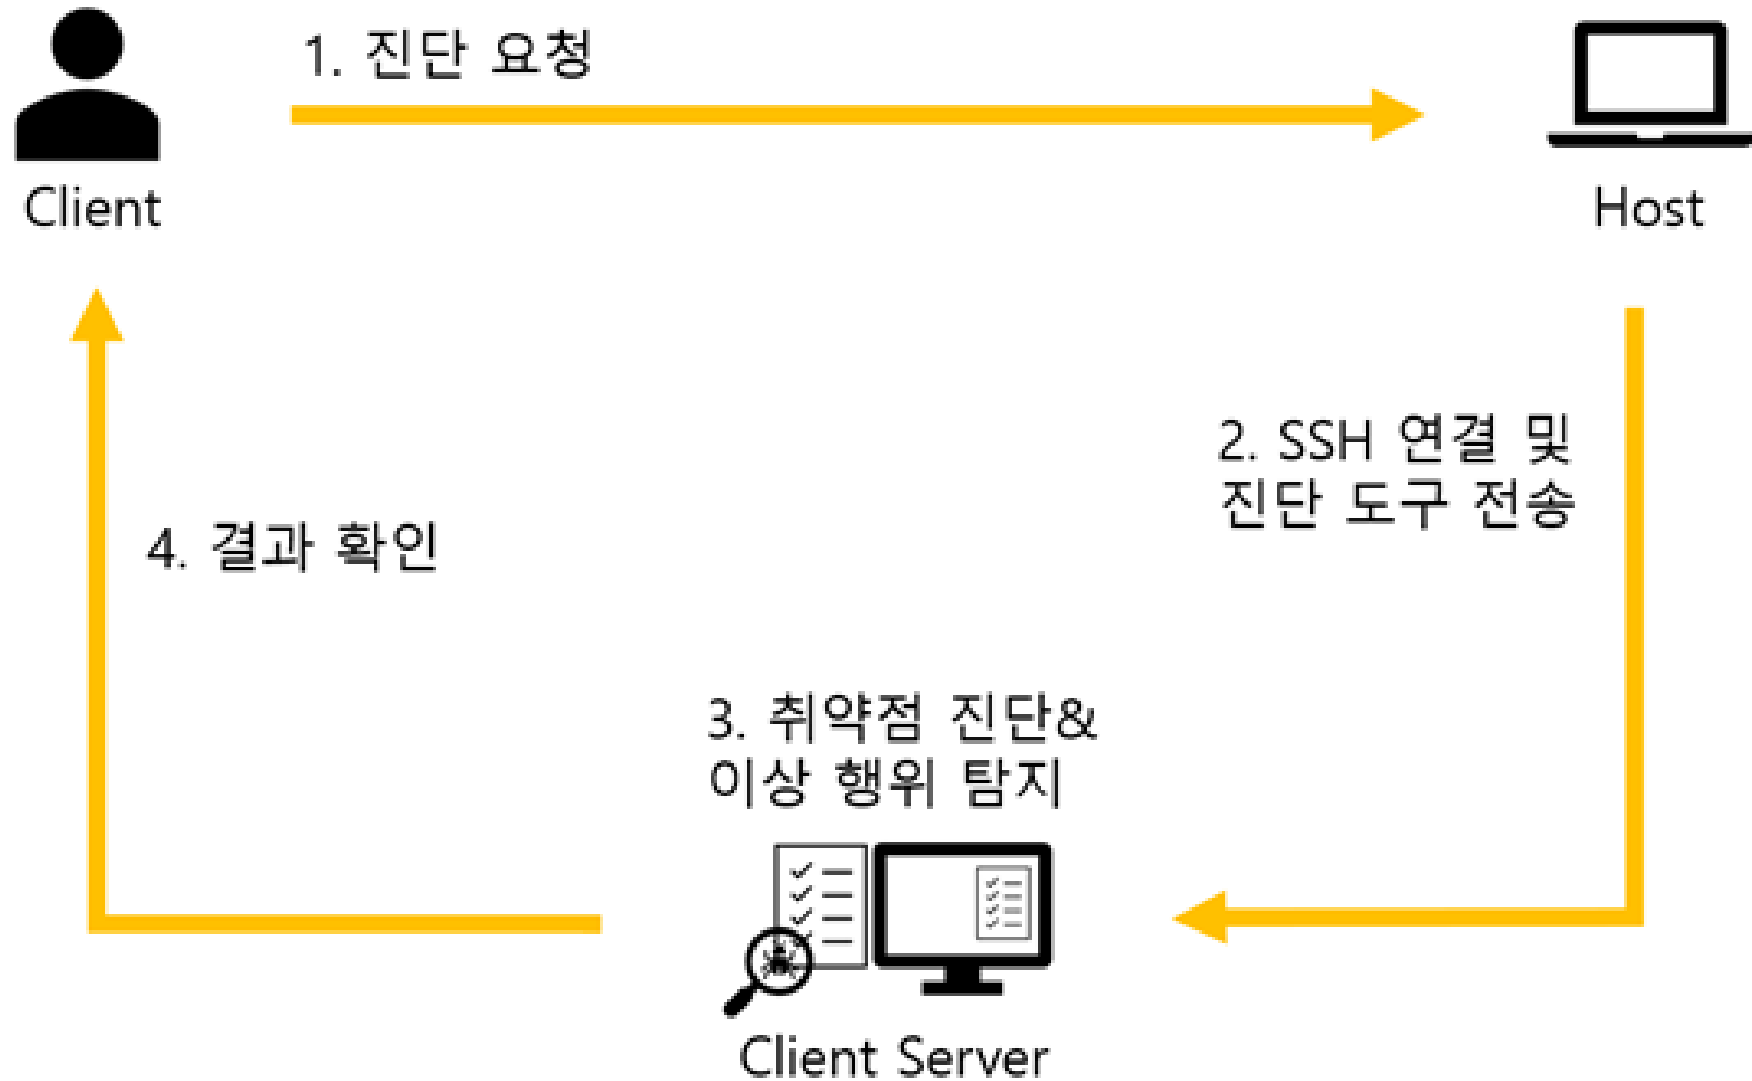 1. 진단 요청
Client
Host
2. SSH 연결 및
진단 도구 전송
4. 결과 확인
3. 취약점 진단&
이상 행위 탐지
Client Server